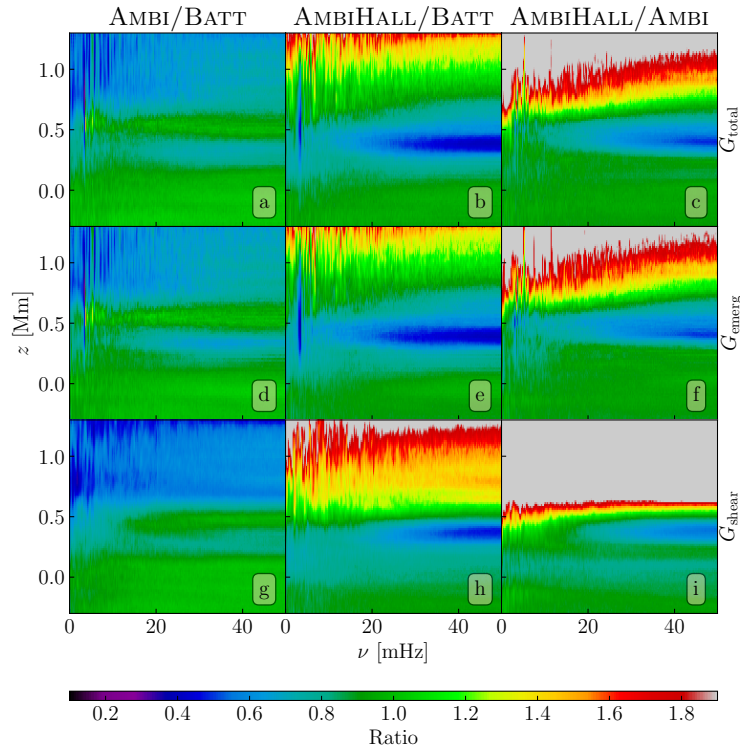 AMBI/BATT AMBIHALL/BATT AMBIHALL/AMBI
1.0
0.5
0.0
a b c
G_total
1.0
0.5
0.0
z [Mm]
d e f
G_emerg
1.0
0.5
0.0
g h i
G_shear
0 20 40 0 20 40 0 20 40
ν [mHz]
0.2 0.4 0.6 0.8 1.0 1.2 1.4 1.6 1.8
Ratio